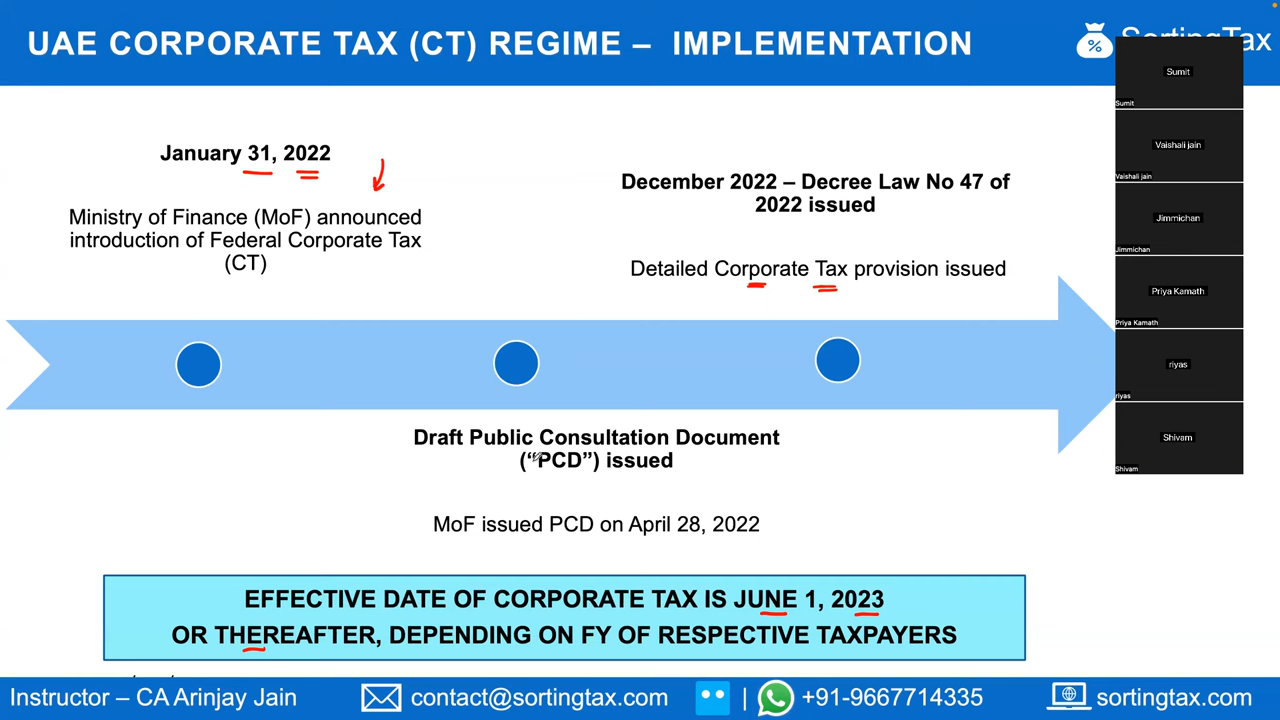 UAE CORPORATE TAX (CT) REGIME – IMPLEMENTATION
SortingTax
January 31, 2022
Ministry of Finance (MoF) announced
introduction of Federal Corporate Tax
(CT)
December 2022 – Decree Law No 47 of
2022 issued
Detailed Corporate Tax provision issued
Draft Public Consultation Document
(“PCD”) issued
MoF issued PCD on April 28, 2022
EFFECTIVE DATE OF CORPORATE TAX IS JUNE 1, 2023
OR THEREAFTER, DEPENDING ON FY OF RESPECTIVE TAXPAYERS
Sumit
Sumit
Vaishali jain
Vaishali jain
Jimmichan
Jimmichan
Priya Kamath
Priya Kamath
riyas
riyas
Shivam
Shivam
Instructor – CA Arinjay Jain
contact@sortingtax.com
| +91-9667714335
sortingtax.com